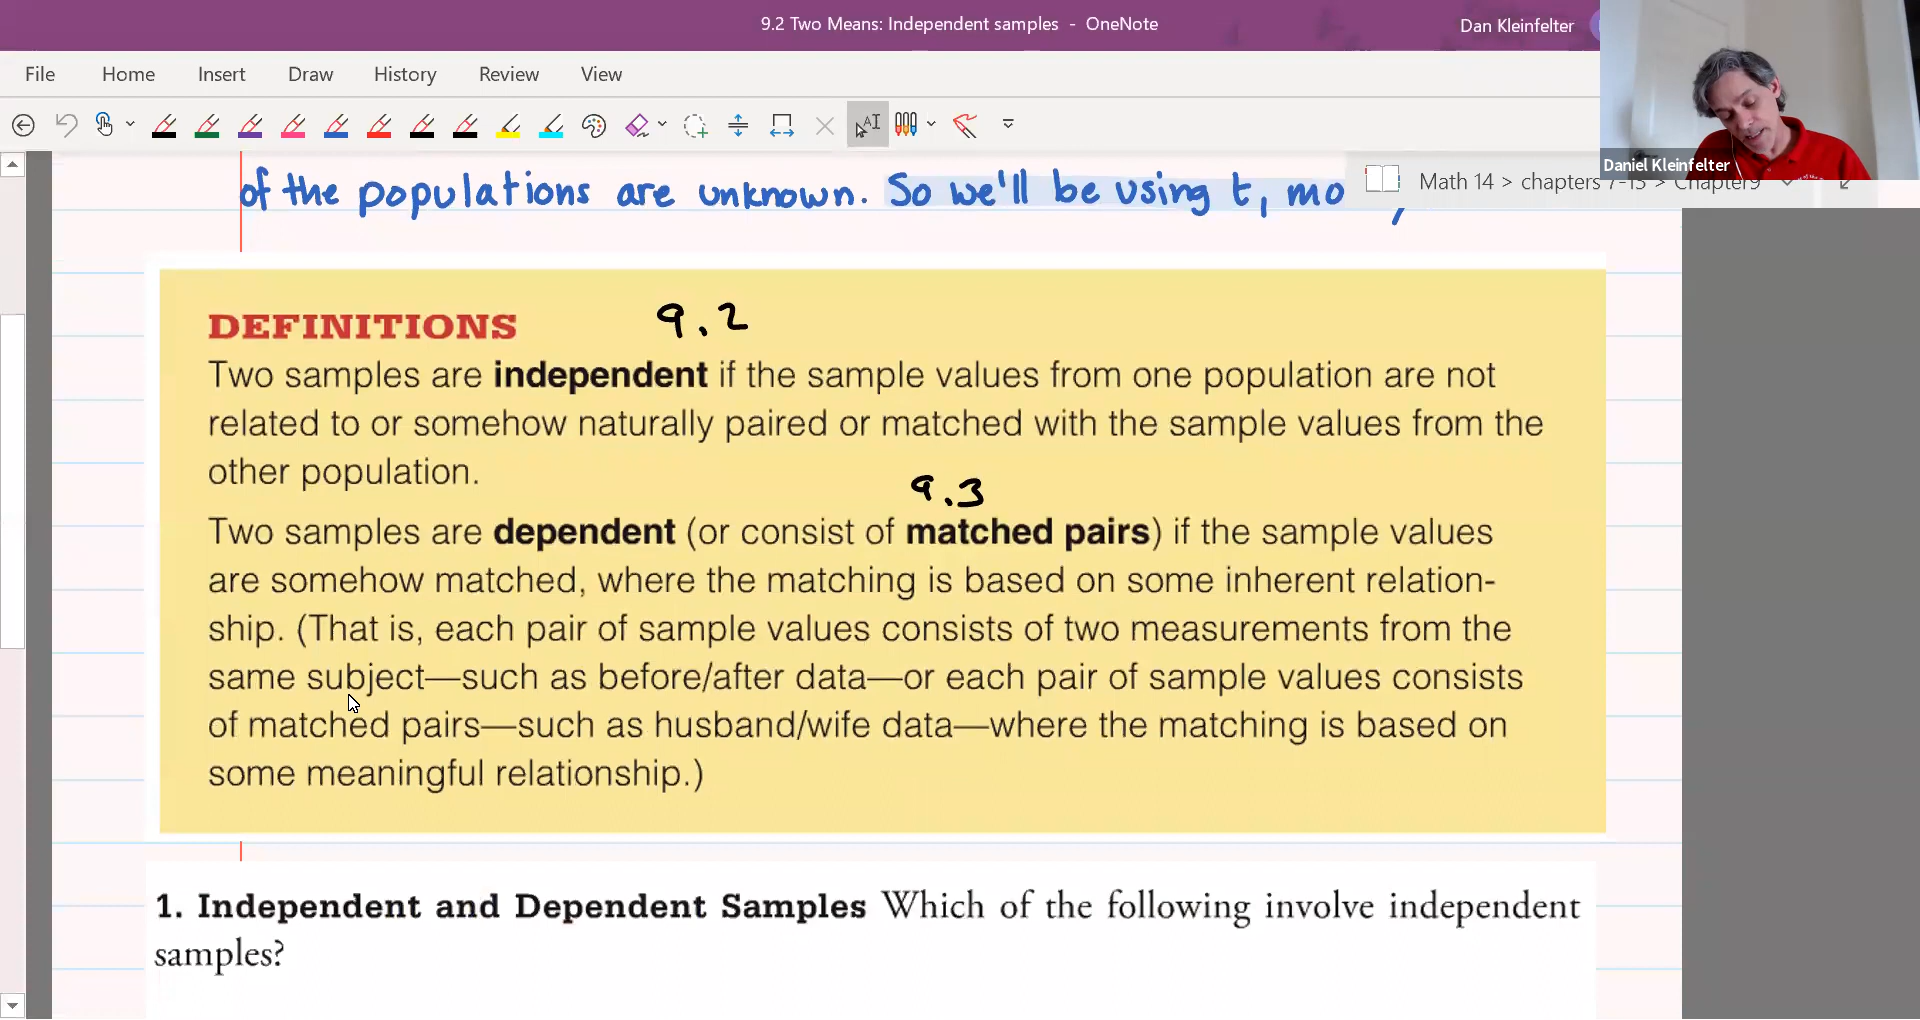 9.2 Two Means: Independent samples - OneNote
Dan Kleinfelter
File Home Insert Draw History Review View
Daniel Kleinfelter
Math 14 > chapters 7-13 > Chapter9
of the populations are unknown. So we'll be using t, mo
DEFINITIONS 9.2
Two samples are independent if the sample values from one population are not
related to or somehow naturally paired or matched with the sample values from the
other population.
9.3
Two samples are dependent (or consist of matched pairs) if the sample values
are somehow matched, where the matching is based on some inherent relation-
ship. (That is, each pair of sample values consists of two measurements from the
same subject—such as before/after data—or each pair of sample values consists
of matched pairs—such as husband/wife data—where the matching is based on
some meaningful relationship.)
1. Independent and Dependent Samples Which of the following involve independent
samples?